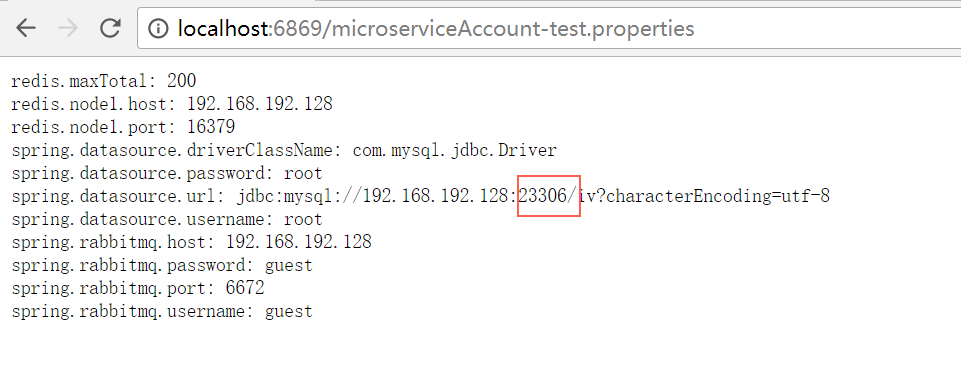 localhost:6869/microserviceAccount-test.properties
redis.maxTotal: 200
redis.node1.host: 192.168.192.128
redis.node1.port: 16379
spring.datasource.driverClassName: com.mysql.jdbc.Driver
spring.datasource.password: root
spring.datasource.url: jdbc:mysql://192.168.192.128:23306/iv?characterEncoding=utf-8
spring.datasource.username: root
spring.rabbitmq.host: 192.168.192.128
spring.rabbitmq.password: guest
spring.rabbitmq.port: 6672
spring.rabbitmq.username: guest